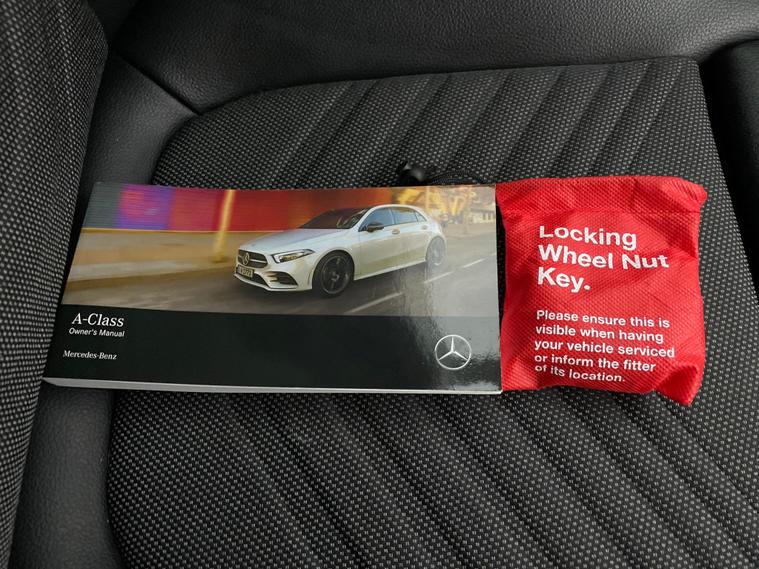 A-Class
Owner's Manual
Mercedes-Benz
Locking
Wheel Nut
Key.
Please ensure this is
visible when having
your vehicle serviced
or inform the fitter
of its location.